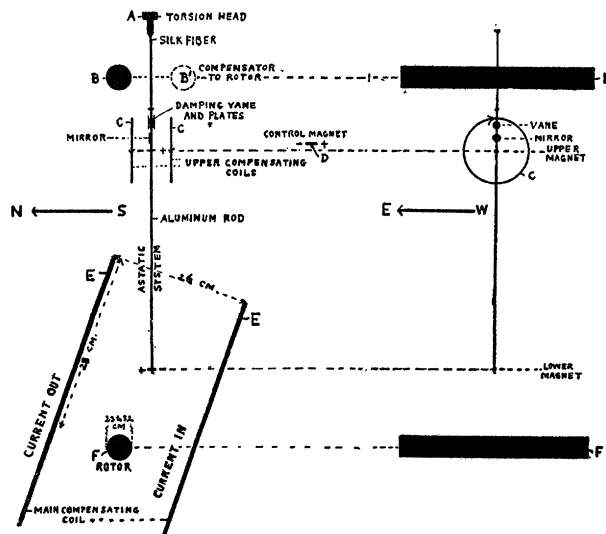 A TORSION HEAD
SILK FIBER
B
B'
COMPENSATOR
TO ROTOR
DAMPING VANE
AND PLATES
C
C
MIRROR
CONTROL MAGNET
D
UPPER COMPENSATING
COILS
VANE
MIRROR
UPPER
MAGNET
C
N
S
E
W
ALUMINUM ROD
ASTATIC
SYSTEM
E
26 CM.
E
28 CM.
CURRENT OUT
CURRENT IN
LOWER
MAGNET
CM
F
ROTOR
F
MAIN COMPENSATING
COIL